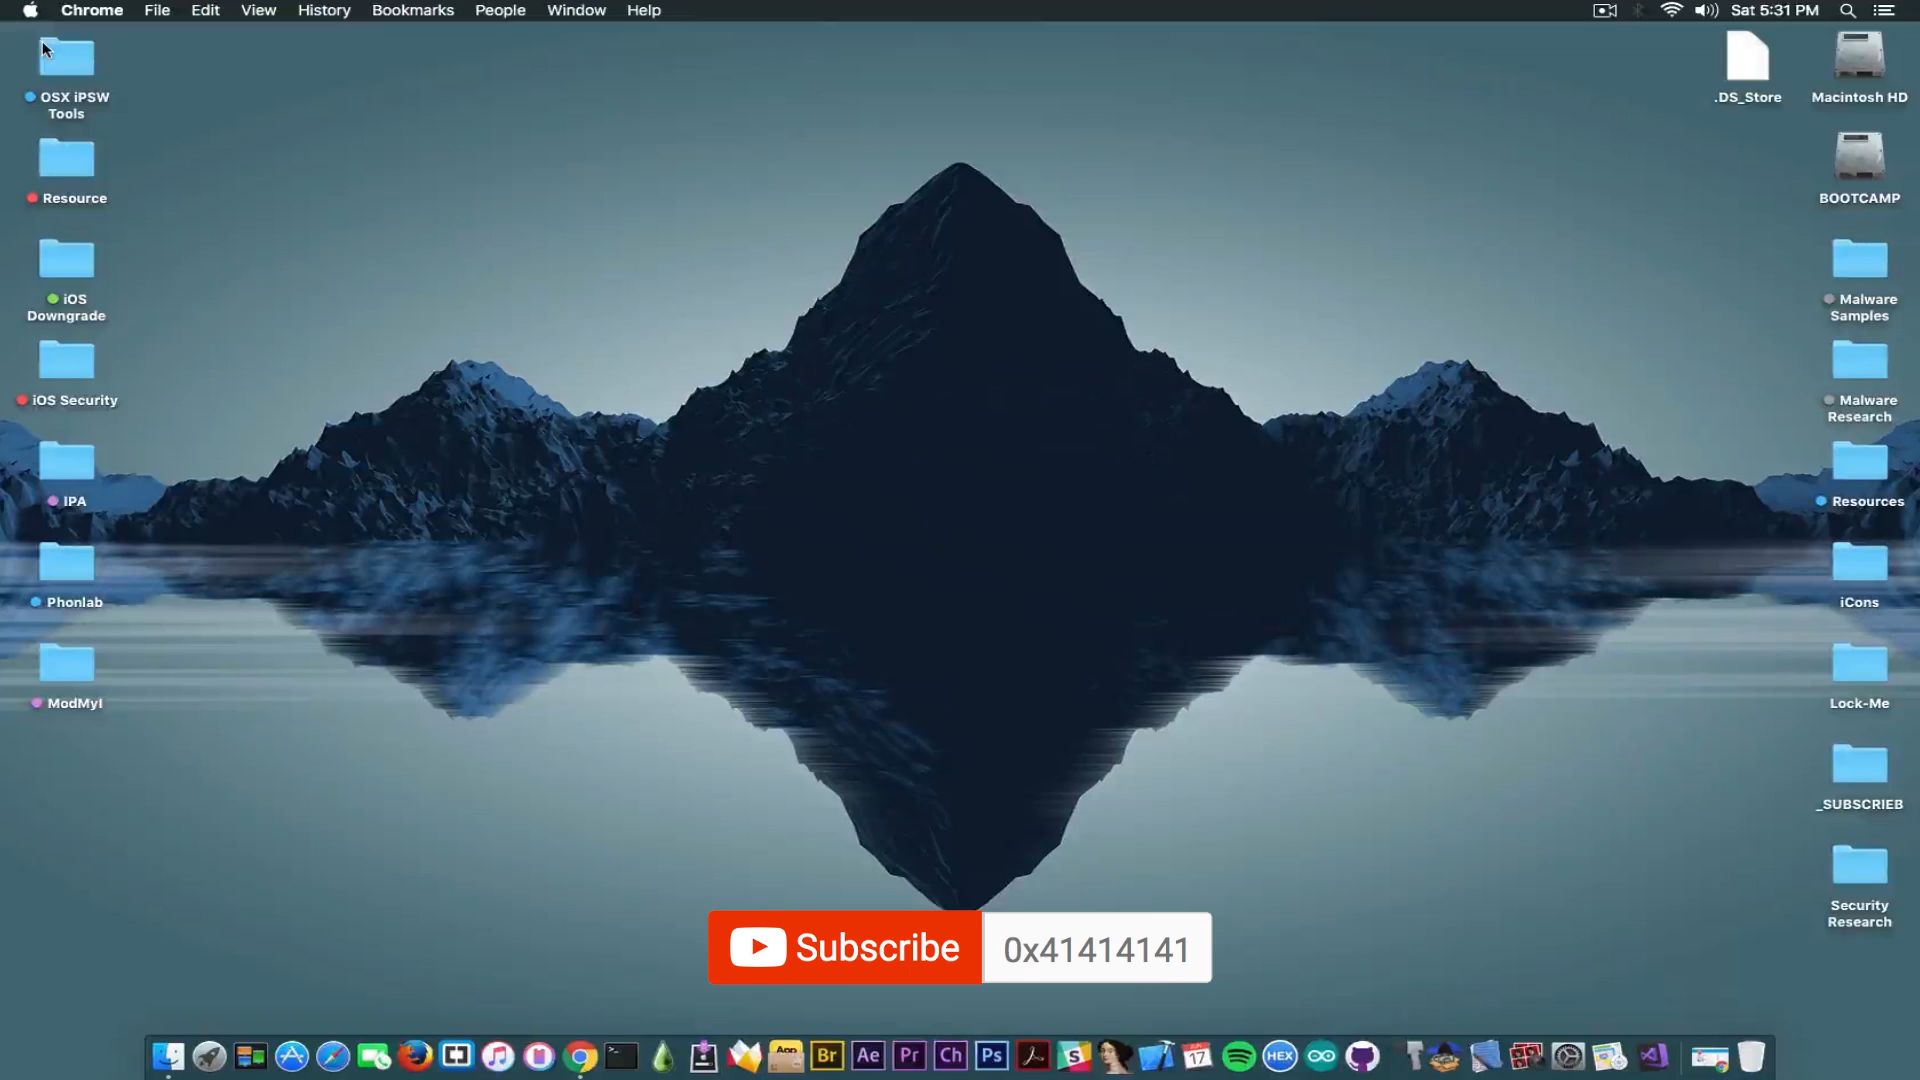 Chrome File Edit View History Bookmarks People Window Help
Sat 5:31 PM
OSX iPSW
Tools
Resource
iOS
Downgrade
iOS Security
IPA
Phonlab
ModMyI
.DS_Store
Macintosh HD
BOOTCAMP
Malware
Samples
Malware
Research
Resources
iCons
Lock-Me
_SUBSCRIEB
Security
Research
Subscribe
0x41414141
App
Br
Ae
Pr
Ch
Ps
S
17
HEX